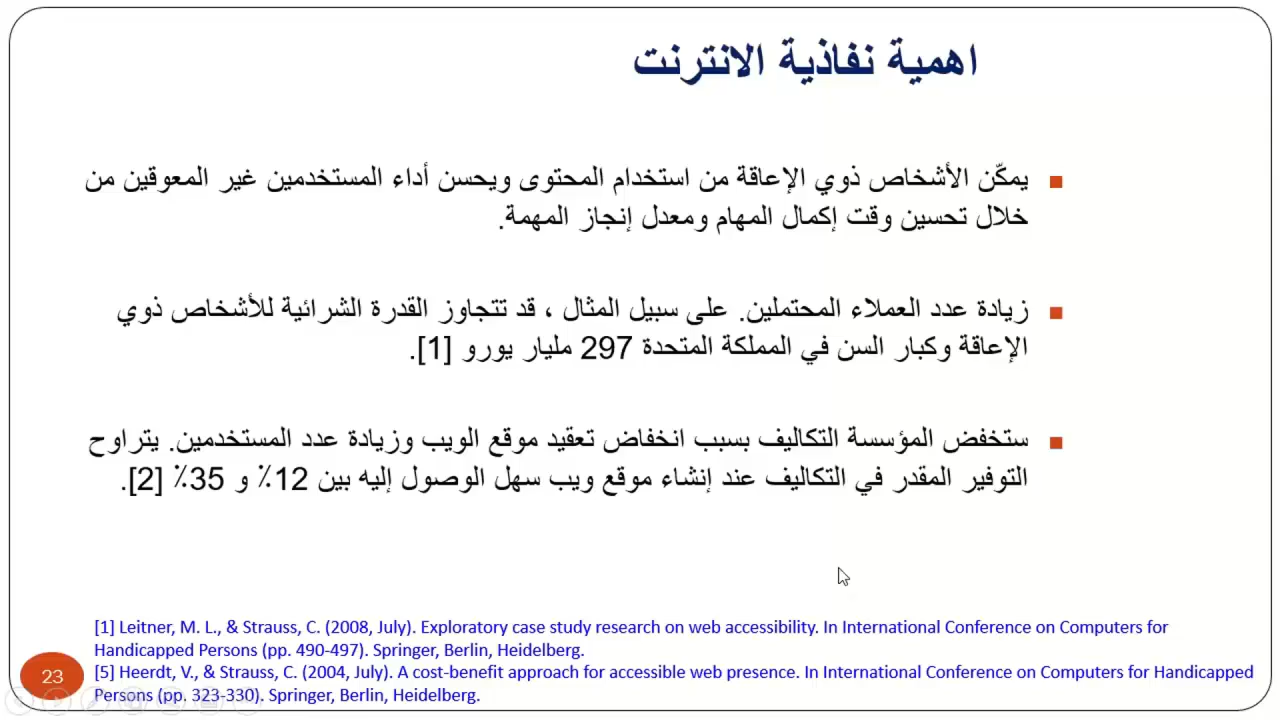 اهمية نفاذية الانترنت
يمكّن الأشخاص ذوي الإعاقة من استخدام المحتوى ويحسن أداء المستخدمين غير المعوقين من
خلال تحسين وقت إكمال المهام ومعدل إنجاز المهمة.
زيادة عدد العملاء المحتملين. على سبيل المثال ، قد تتجاوز القدرة الشرائية للأشخاص ذوي
الإعاقة وكبار السن في المملكة المتحدة 297 مليار يورو [1].
ستخفض المؤسسة التكاليف بسبب انخفاض تعقيد موقع الويب وزيادة عدد المستخدمين. يتراوح
التوفير المقدر في التكاليف عند إنشاء موقع ويب سهل الوصول إليه بين 12٪ و 35٪ [2].
[1] Leitner, M. L., & Strauss, C. (2008, July). Exploratory case study research on web accessibility. In International Conference on Computers for
Handicapped Persons (pp. 490-497). Springer, Berlin, Heidelberg.
[5] Heerdt, V., & Strauss, C. (2004, July). A cost-benefit approach for accessible web presence. In International Conference on Computers for Handicapped
Persons (pp. 323-330). Springer, Berlin, Heidelberg.
23